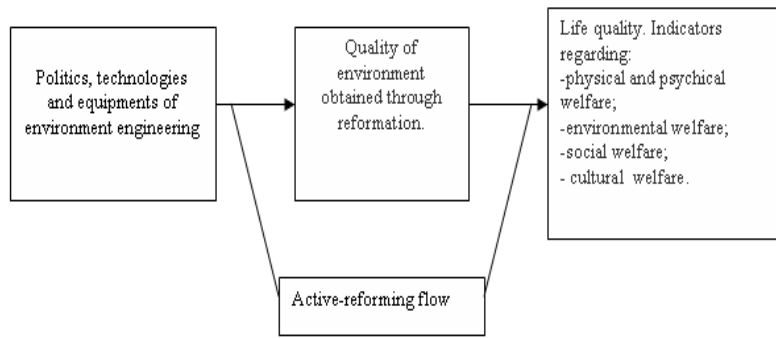 Politics, technologies
and equipments of
environment engineering
Quality of
environment
obtained through
reformation.
Life quality. Indicators
regarding:
-physical and psychical
welfare;
-environmental welfare;
-social welfare;
- cultural welfare.
Active-reforming flow